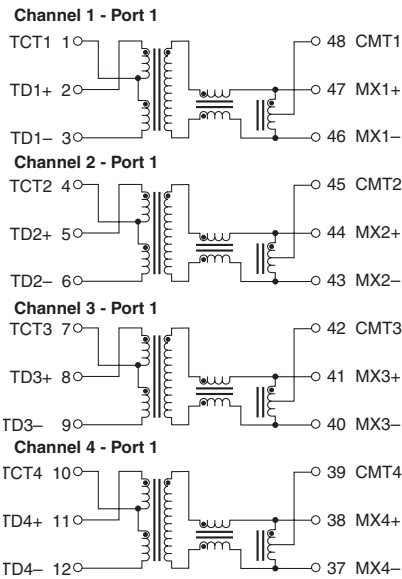 Channel 1 - Port 1
TCT1 1 48 CMT1
TD1+ 2 47 MX1+
TD1– 3 46 MX1–
Channel 2 - Port 1
TCT2 4 45 CMT2
TD2+ 5 44 MX2+
TD2– 6 43 MX2–
Channel 3 - Port 1
TCT3 7 42 CMT3
TD3+ 8 41 MX3+
TD3– 9 40 MX3–
Channel 4 - Port 1
TCT4 10 39 CMT4
TD4+ 11 38 MX4+
TD4– 12 37 MX4–